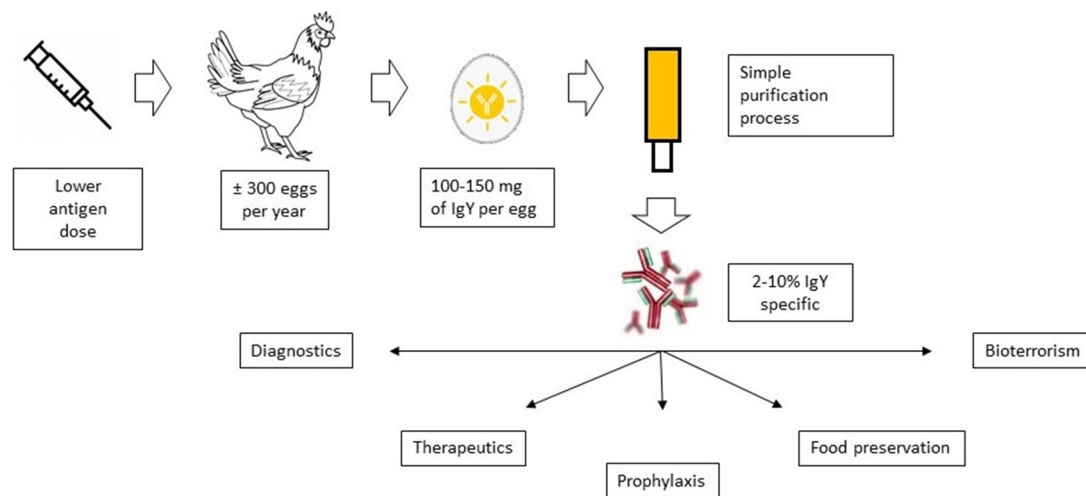 Simple
purification
process
Lower
antigen
dose
± 300 eggs
per year
100-150 mg
of IgY per egg
2-10% IgY
specific
Diagnostics
Bioterrorism
Therapeutics
Food preservation
Prophylaxis